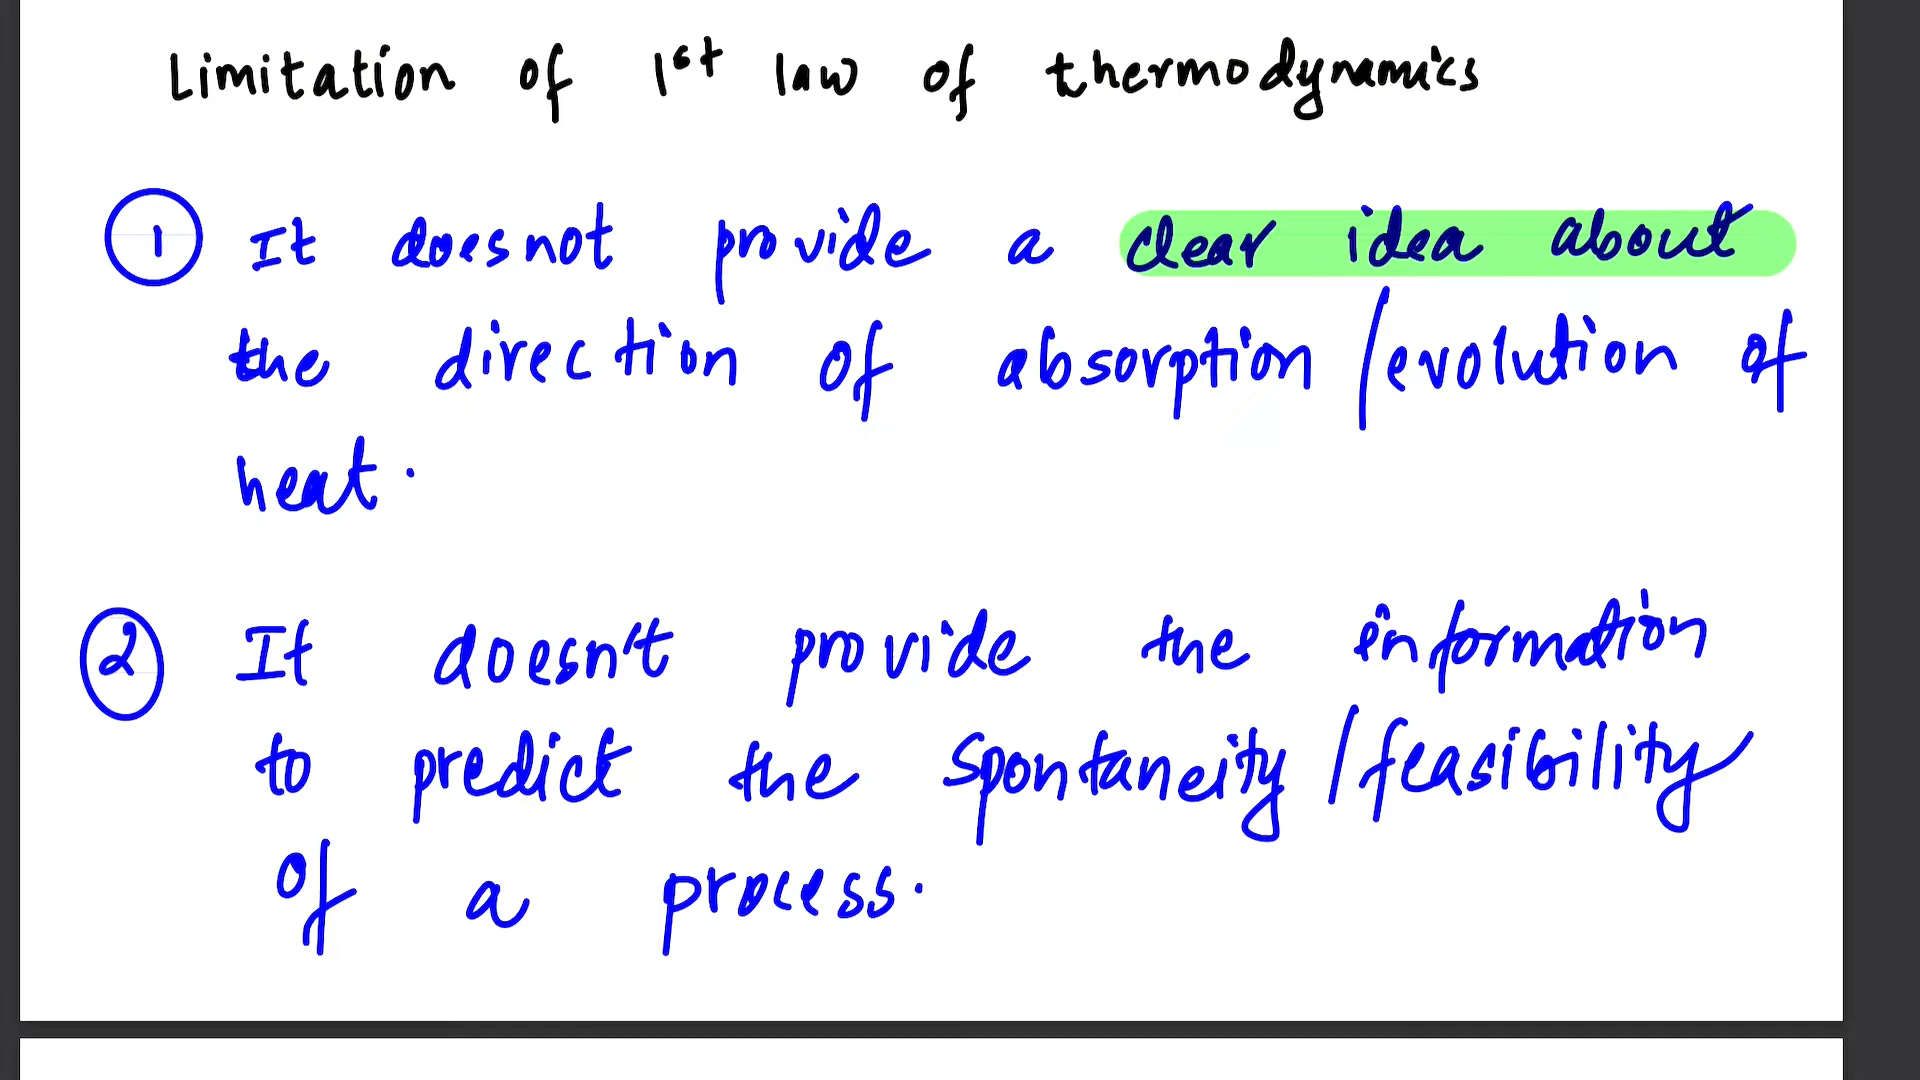 Limitation of 1st law of thermodynamics
1 It doesnot provide a clear idea about
the direction of absorption/evolution of
heat.
2 It doesn't provide the information
to predict the spontaneity/feasibility
of a process.